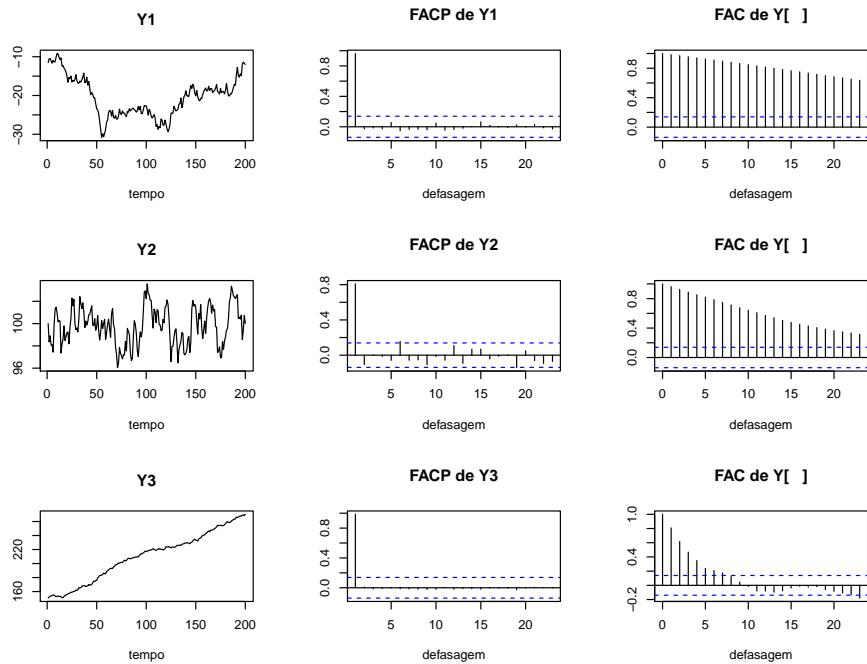 Y1
FACP de Y1
FAC de Y[ ]
-10
-20
-30
0 50 100 150 200
tempo
0.8
0.4
0.0
5 10 15 20
defasagem
0.8
0.4
0.0
0 5 10 15 20
defasagem
Y2
FACP de Y2
FAC de Y[ ]
100
96
0 50 100 150 200
tempo
0.8
0.4
0.0
5 10 15 20
defasagem
0.8
0.4
0.0
0 5 10 15 20
defasagem
Y3
FACP de Y3
FAC de Y[ ]
220
160
0 50 100 150 200
tempo
0.8
0.4
0.0
5 10 15 20
defasagem
1.0
0.4
-0.2
0 5 10 15 20
defasagem